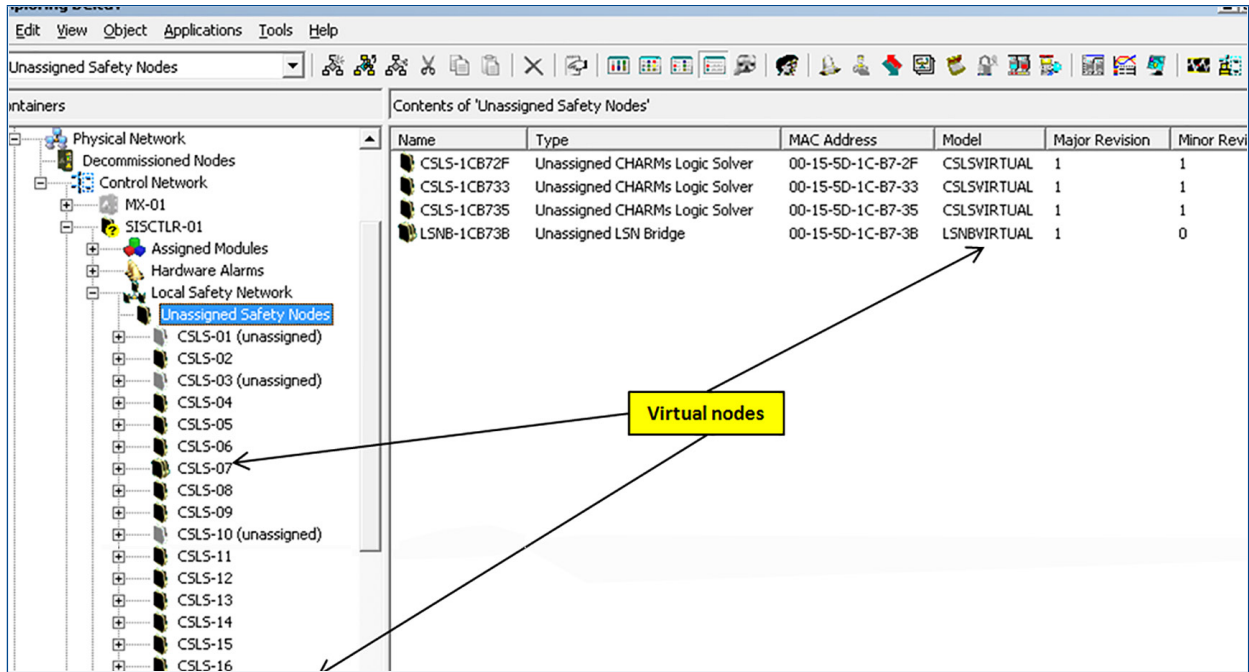 Exploring DeltaV
Edit View Object Applications Tools Help
Unassigned Safety Nodes
ontainers
Contents of 'Unassigned Safety Nodes'
Physical Network
Decommissioned Nodes
Control Network
MX-01
SISCTLR-01
Assigned Modules
Hardware Alarms
Local Safety Network
Unassigned Safety Nodes
CSLS-01 (unassigned)
CSLS-02
CSLS-03 (unassigned)
CSLS-04
CSLS-05
CSLS-06
CSLS-07
CSLS-08
CSLS-09
CSLS-10 (unassigned)
CSLS-11
CSLS-12
CSLS-13
CSLS-14
CSLS-15
CSLS-16
Name Type MAC Address Model Major Revision Minor Revi
CSLS-1CB72F Unassigned CHARMs Logic Solver 00-15-5D-1C-B7-2F CSLSVIRTUAL 1 1
CSLS-1CB733 Unassigned CHARMs Logic Solver 00-15-5D-1C-B7-33 CSLSVIRTUAL 1 1
CSLS-1CB735 Unassigned CHARMs Logic Solver 00-15-5D-1C-B7-35 CSLSVIRTUAL 1 1
LSNB-1CB73B Unassigned LSN Bridge 00-15-5D-1C-B7-3B LSNBVIRTUAL 1 0
Virtual nodes